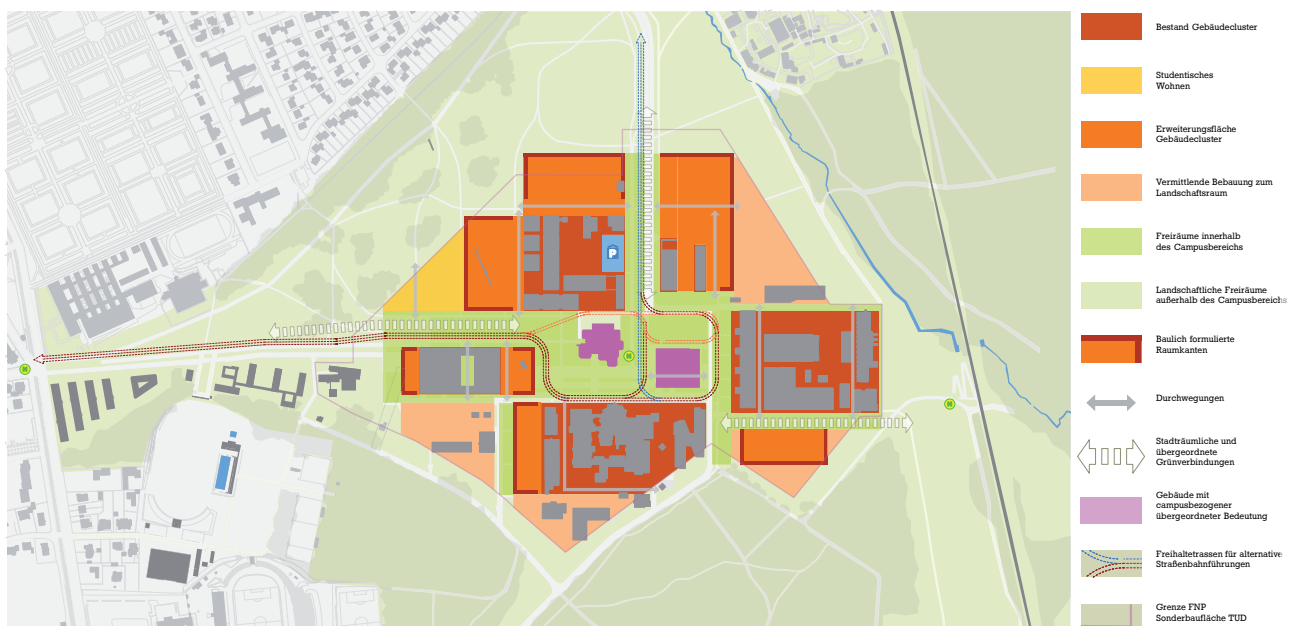 Bestand Gebäudecluster
Studentisches
Wohnen
Erweiterungsfläche
Gebäudecluster
Vermittlende Bebauung zum
Landschaftsraum
Freiräume innerhalb
des Campusbereichs
Landschaftliche Freiräume
außerhalb des Campusbereichs
Baulich formulierte
Raumkanten
Durchwegungen
Stadträumliche und
übergeordnete
Grünverbindungen
Gebäude mit
campusbezogener
übergeordneter Bedeutung
Freihaltetrassen für alternative
Straßenbahnführungen
Grenze FNP
Sonderbaufläche TUD
P
H
H
H